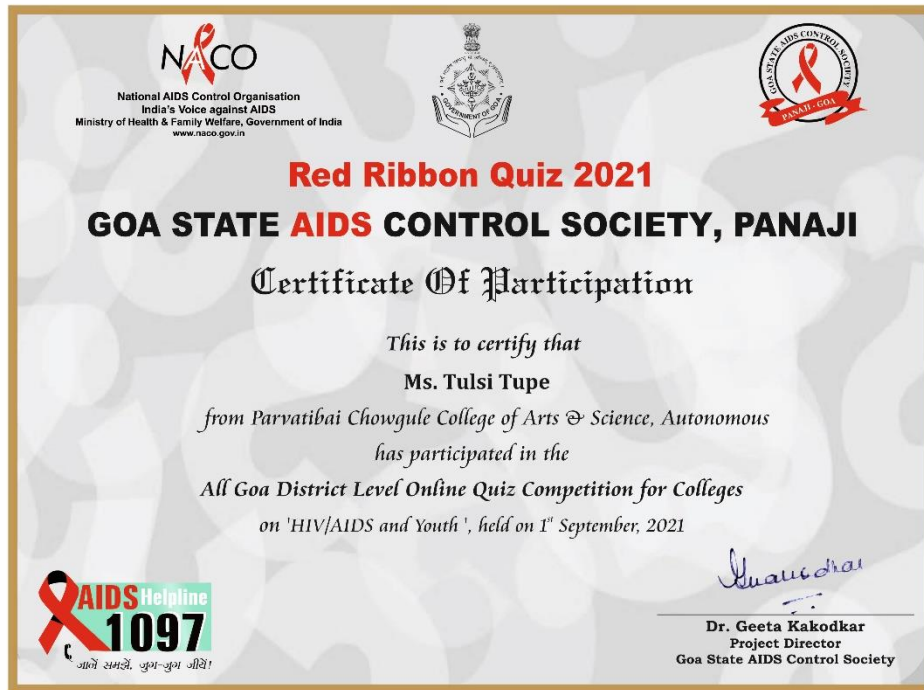 NACO
National AIDS Control Organisation
India's Voice against AIDS
Ministry of Health & Family Welfare, Government of India
www.naco.gov.in
GOVERNMENT OF GOA
GOA STATE AIDS CONTROL SOCIETY
PANAJI - GOA
Red Ribbon Quiz 2021
GOA STATE AIDS CONTROL SOCIETY, PANAJI
Certificate Of Participation
This is to certify that
Ms. Tulsi Tupe
from Parvatibai Chowgule College of Arts & Science, Autonomous
has participated in the
All Goa District Level Online Quiz Competition for Colleges
on 'HIV/AIDS and Youth ', held on 1st September, 2021
AIDS Helpline
1097
जानें समझें, जुग-जुग जीयें!
Dr. Geeta Kakodkar
Project Director
Goa State AIDS Control Society